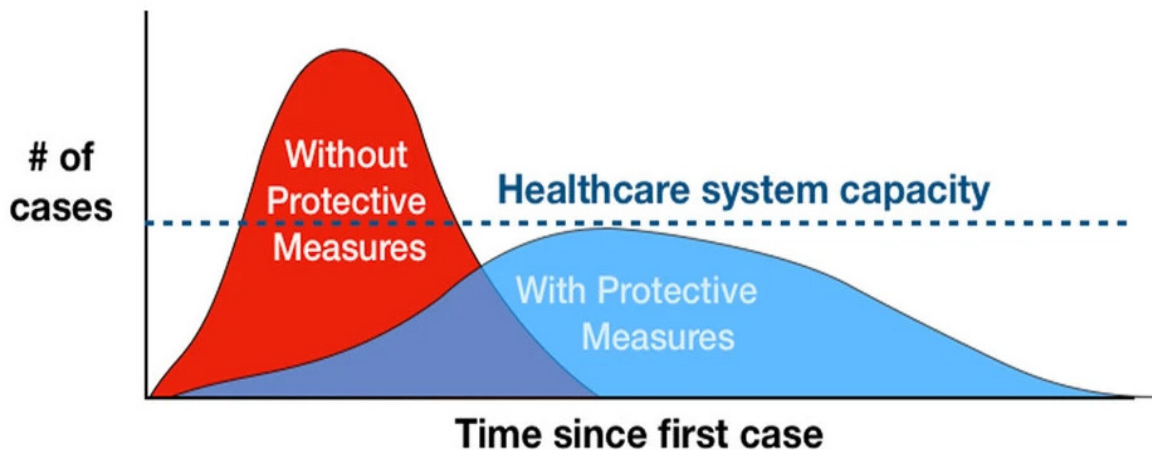 # of
cases
Without
Protective
Measures
Healthcare system capacity
With Protective
Measures
Time since first case